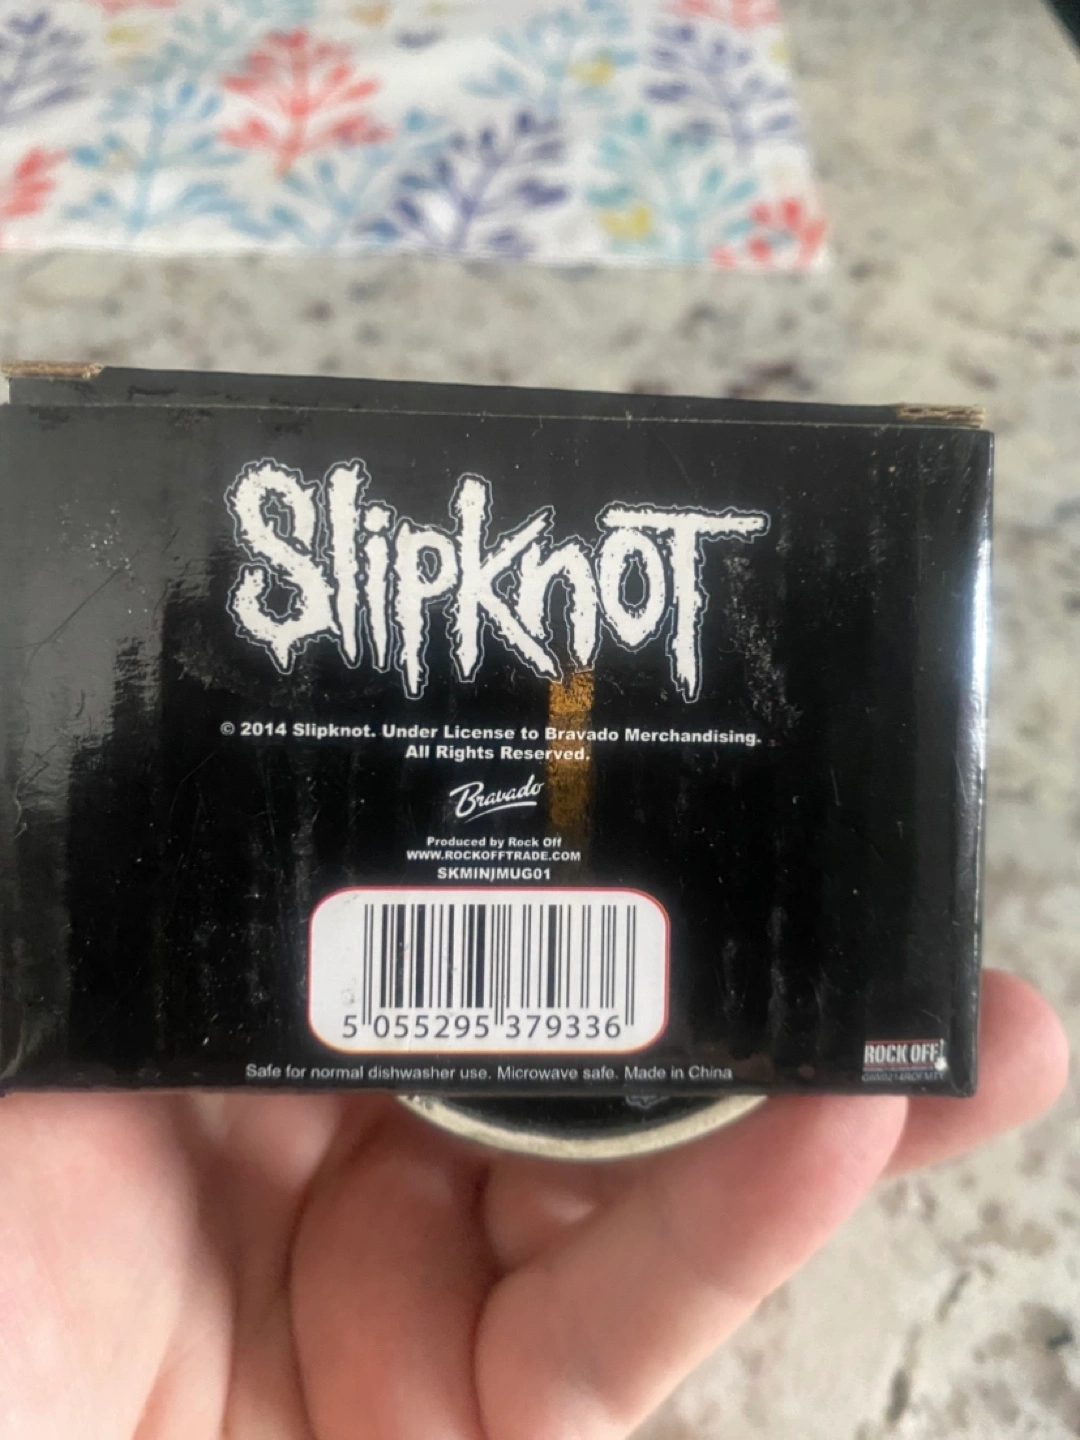 Slipknot
© 2014 Slipknot. Under License to Bravado Merchandising.
All Rights Reserved.
Bravado
Produced by Rock Off
WWW.ROCKOFFTRADE.COM
SKMINJMUG01
5 055295 379336
Safe for normal dishwasher use. Microwave safe. Made in China
ROCK OFF!